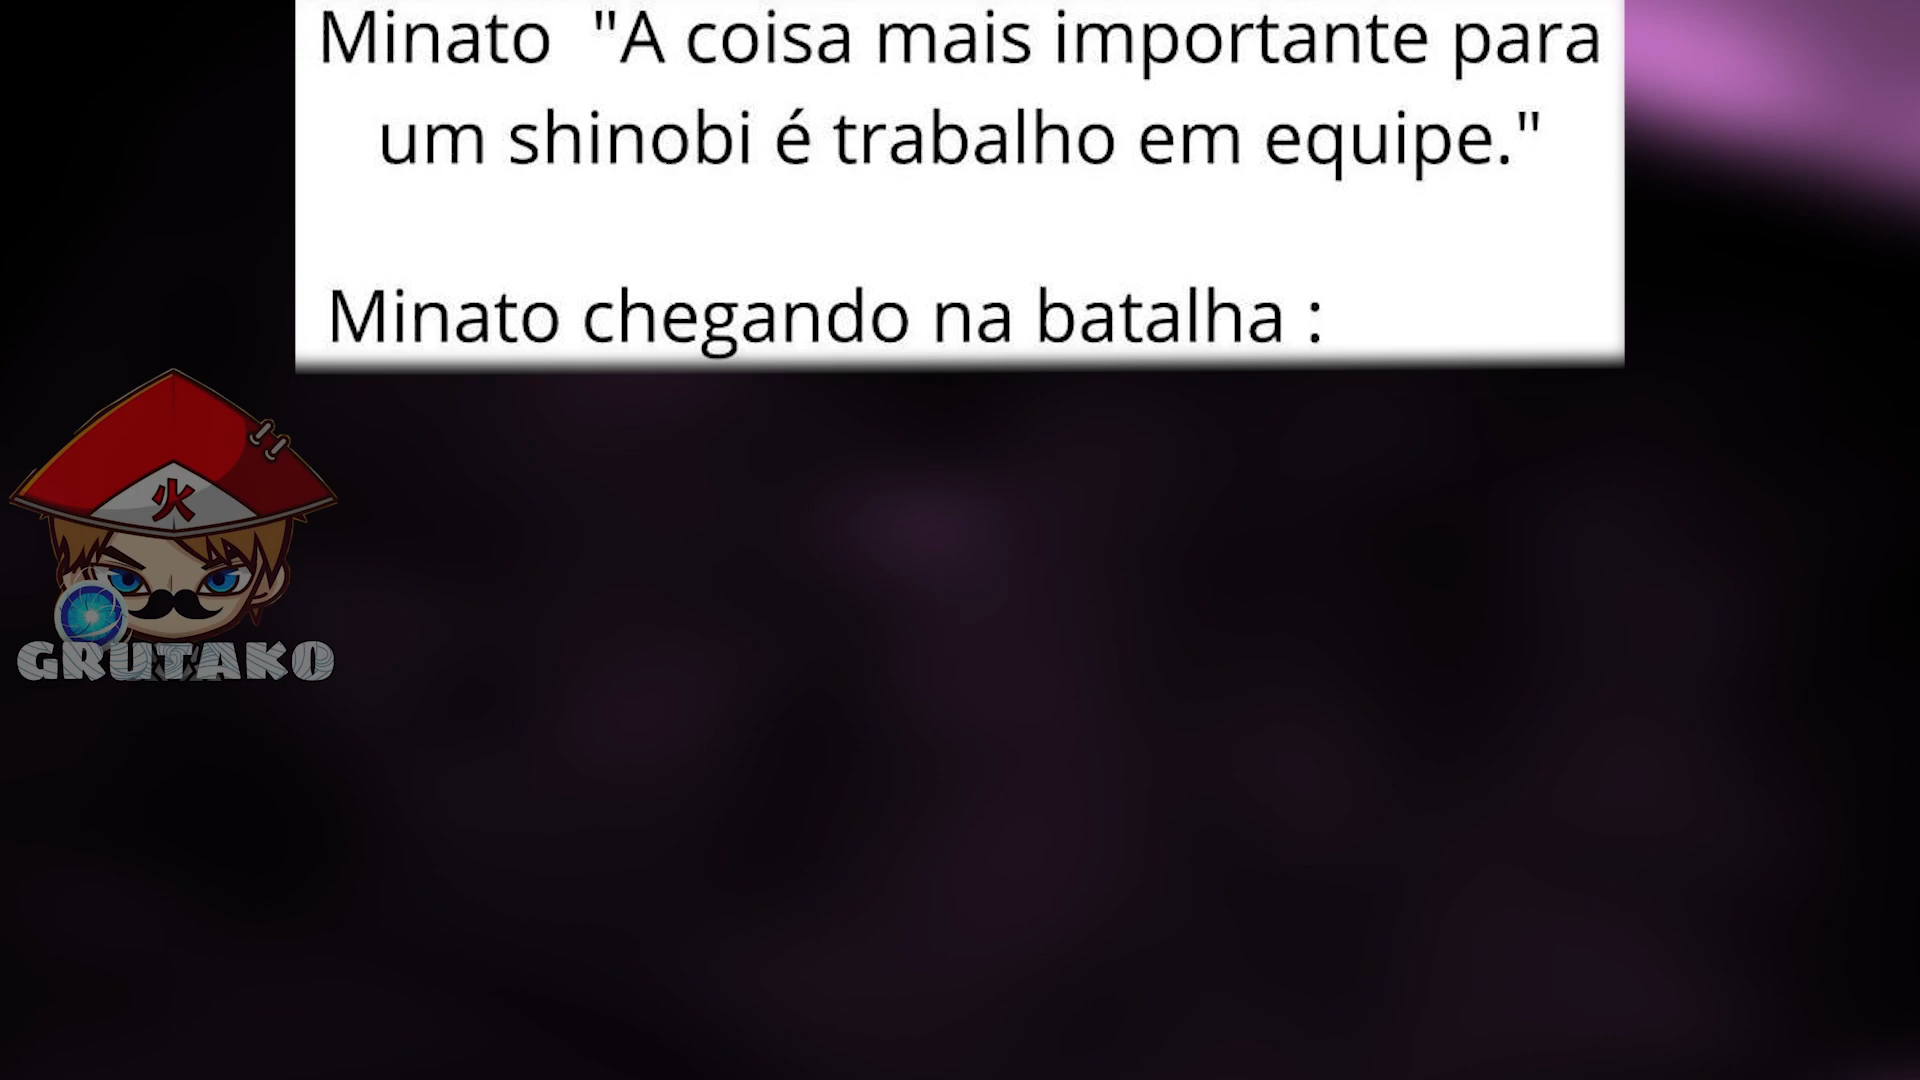 Minato "A coisa mais importante para
um shinobi é trabalho em equipe."
Minato chegando na batalha :
火
GRUTAKO